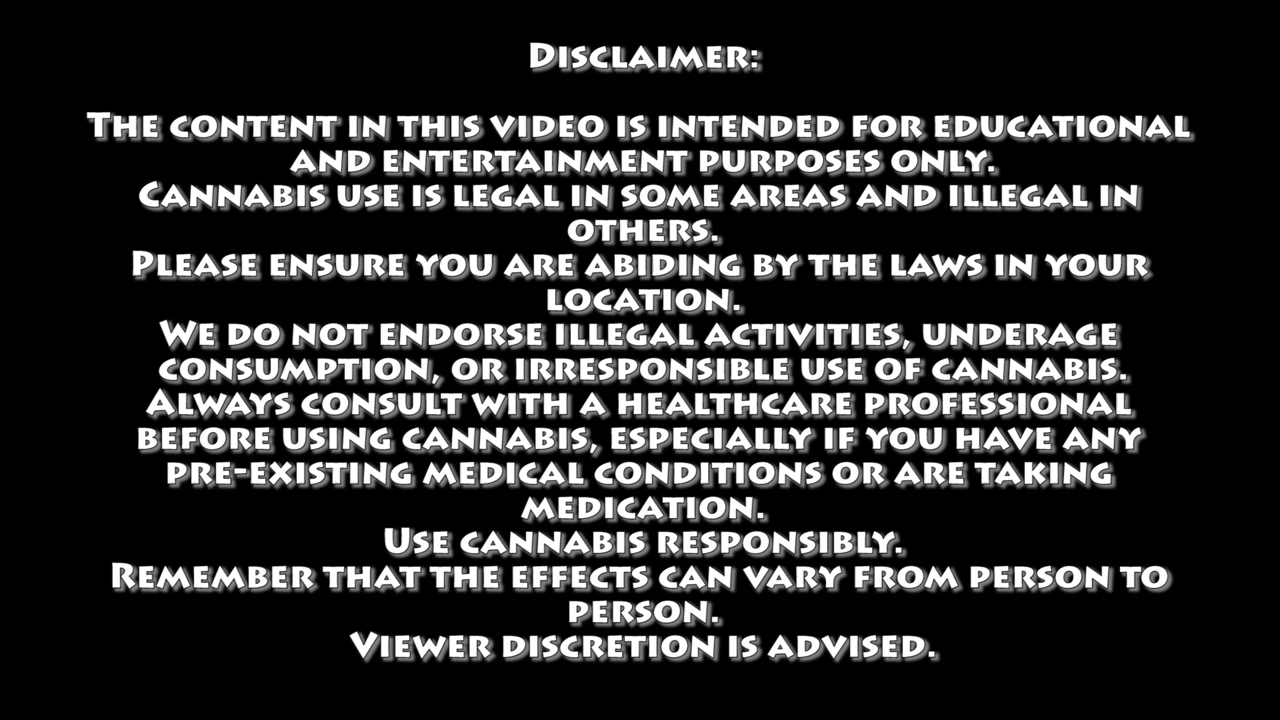 Disclaimer:
The content in this video is intended for educational
and entertainment purposes only.
Cannabis use is legal in some areas and illegal in
others.
Please ensure you are abiding by the laws in your
location.
We do not endorse illegal activities, underage
consumption, or irresponsible use of cannabis.
Always consult with a healthcare professional
before using cannabis, especially if you have any
pre-existing medical conditions or are taking
medication.
Use cannabis responsibly.
Remember that the effects can vary from person to
person.
Viewer discretion is advised.